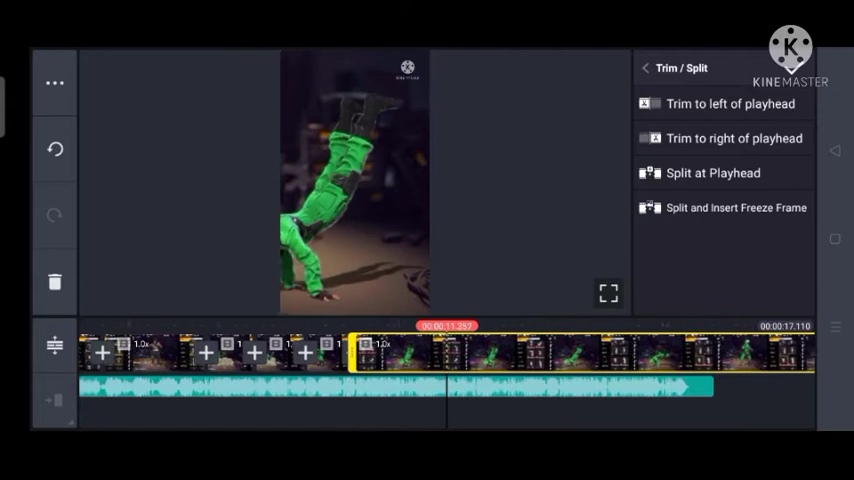 Trim / Split
KINEMASTER
Trim to left of playhead
Trim to right of playhead
Split at Playhead
Split and Insert Freeze Frame
00:00:11.257
00:00:17.110
1.0x
1.0x